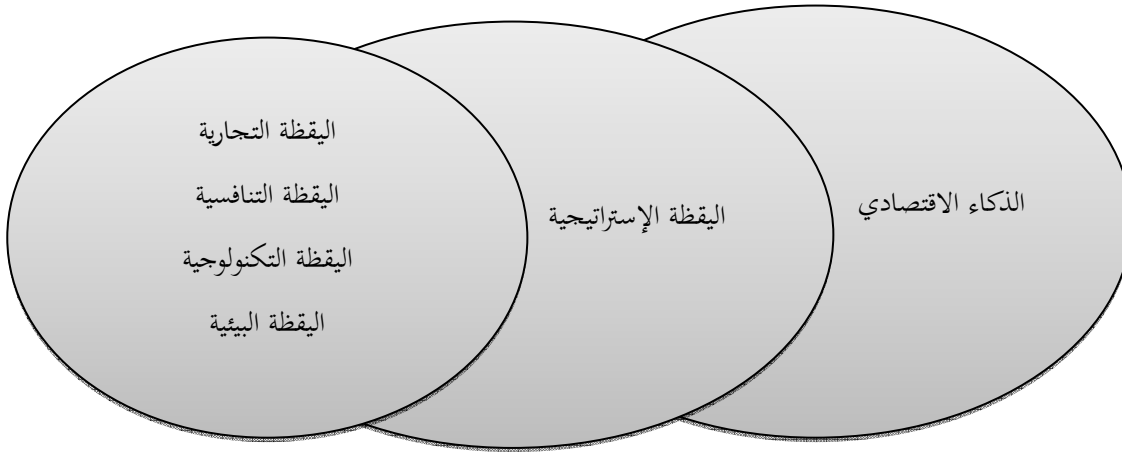 الذكاء الاقتصادي
اليقظة الإستراتيجية
اليقظة التجارية
اليقظة التنافسية
اليقظة التكنولوجية
اليقظة البيئية